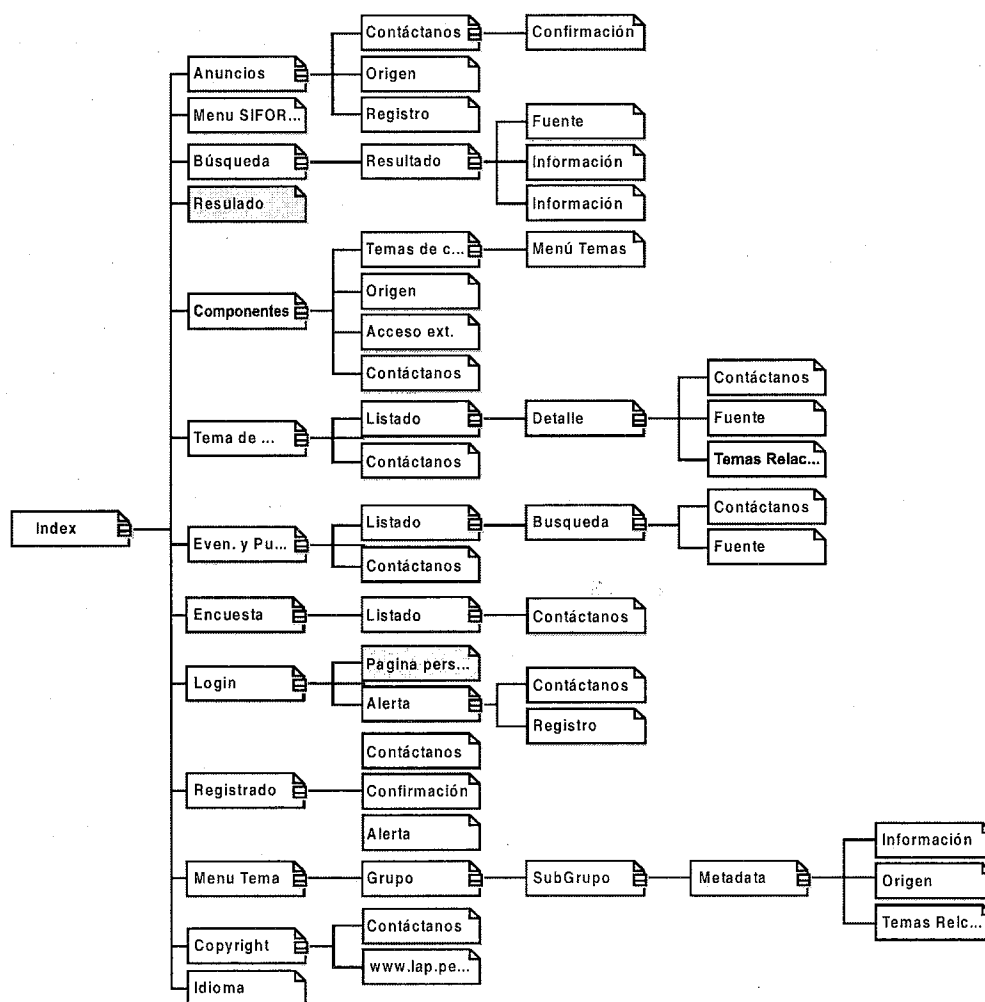 Contáctanos
Confirmación
Anuncios
Origen
Menu SIFOR...
Registro
Fuente
Búsqueda
Resultado
Información
Resulado
Información
Temas de c...
Menú Temas
Componentes
Origen
Acceso ext.
Contáctanos
Contáctanos
Listado
Detalle
Fuente
Tema de ...
Contáctanos
Temas Relac...
Contáctanos
Index
Listado
Busqueda
Even. y Pu...
Fuente
Contáctanos
Encuesta
Listado
Contáctanos
Pagina pers...
Login
Contáctanos
Alerta
Registro
Contáctanos
Registrado
Confirmación
Alerta
Información
Menu Tema
Grupo
SubGrupo
Metadata
Origen
Contáctanos
Temas Relc...
Copyright
www.lap.pe...
Idioma